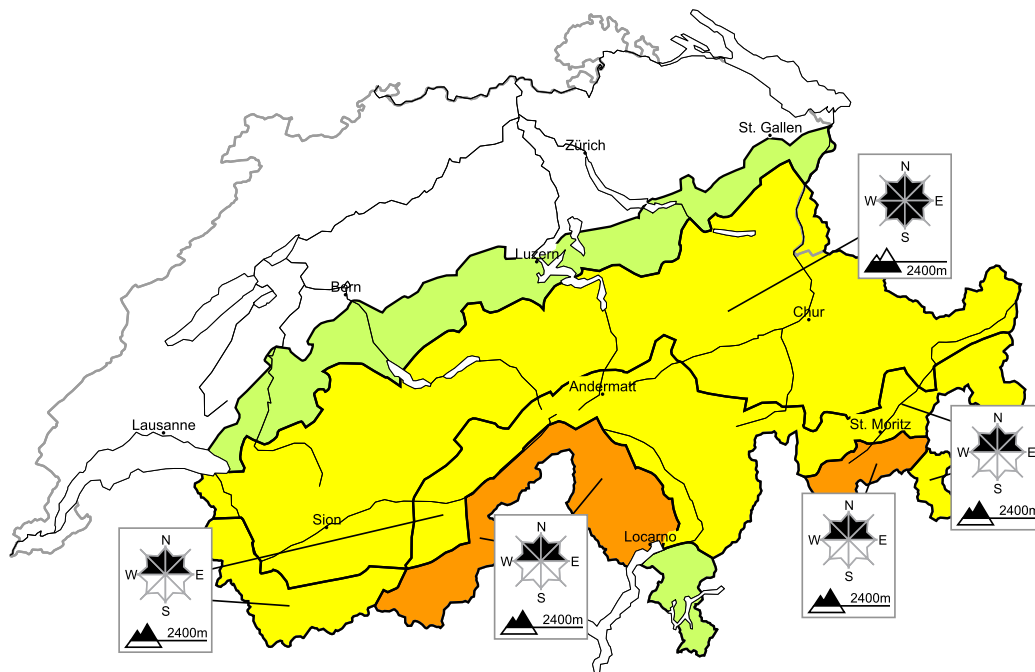 St. Gallen
Zürich
N
W E
S
2400m
Luzern
Bern
Chur
Andermatt
Lausanne
St. Moritz
N
W E
S
2400m
Sion
Locarno
N
W E
S
2400m
N
W E
S
2400m
N
W E
S
2400m